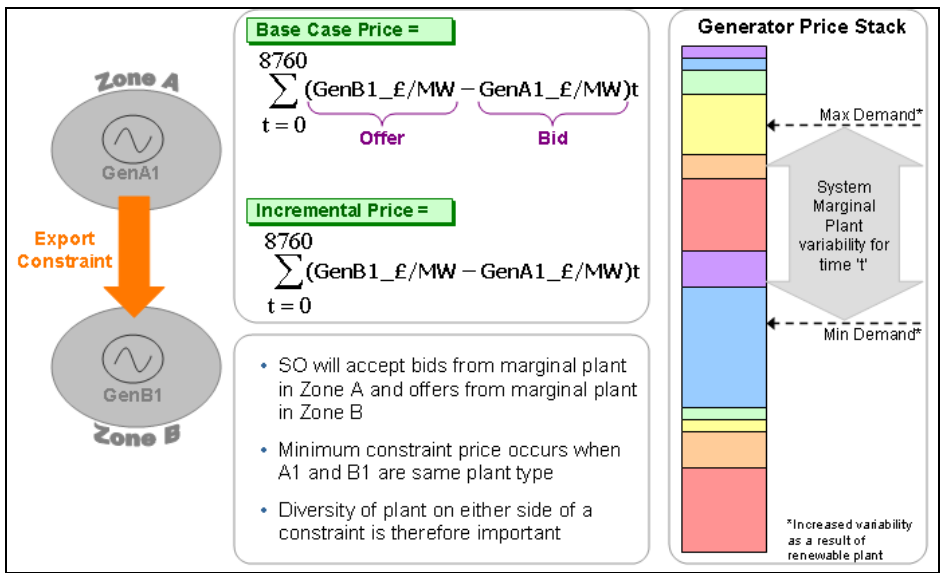 Zone A
GenA1
Export
Constraint
GenB1
Zone B
Base Case Price =
8760
∑(GenB1_£/MW – GenA1_£/MW)t
t = 0
Offer
Bid
Incremental Price =
8760
∑(GenB1_£/MW – GenA1_£/MW)t
t = 0
• SO will accept bids from marginal plant
in Zone A and offers from marginal plant
in Zone B
• Minimum constraint price occurs when
A1 and B1 are same plant type
• Diversity of plant on either side of a
constraint is therefore important
Generator Price Stack
Max Demand*
System
Marginal
Plant
variability for
time 't'
Min Demand*
*Increased variability
as a result of
renewable plant